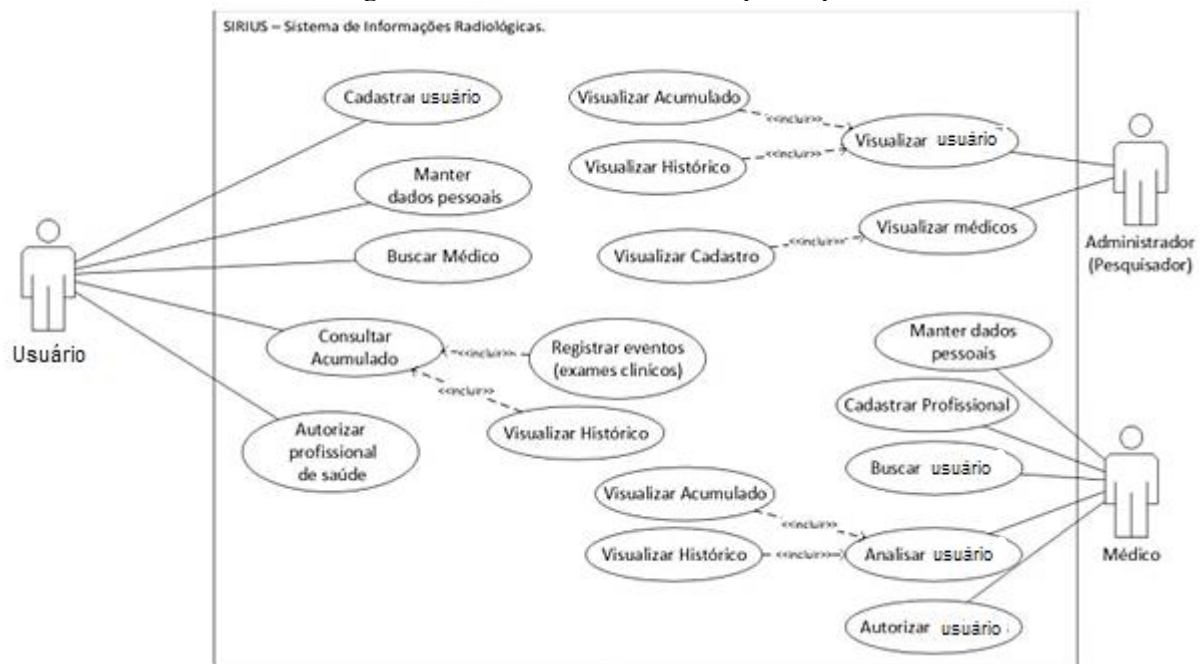 SIRIUS – Sistema de Informações Radiológicas.
Cadastrar usuário
Visualizar Acumulado
<<incluir>>
Visualizar usuário
Visualizar Histórico
<<incluir>>
Manter
dados pessoais
Visualizar médicos
Buscar Médico
Visualizar Cadastro
<<incluir>>
Administrador
(Pesquisador)
Usuário
Consultar
Acumulado
<<incluir>>
Registrar eventos
(exames clínicos)
<<incluir>>
Visualizar Histórico
Autorizar
profissional
de saúde
Manter dados
pessoais
Cadastrar Profissional
Buscar usuário
Visualizar Acumulado
<<incluir>>
Visualizar Histórico
<<incluir>>
Analisar usuário
Médico
Autorizar usuário